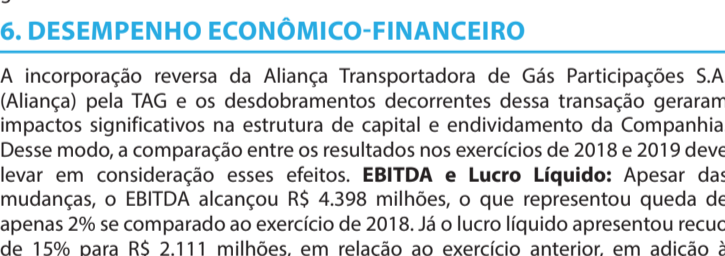 6. DESEMPENHO ECONÔMICO-FINANCEIRO
A incorporação reversa da Aliança Transportadora de Gás Participações S.A
(Aliança) pela TAG e os desdobramentos decorrentes dessa transação geraram
impactos significativos na estrutura de capital e endividamento da Companhia
Desse modo, a comparação entre os resultados nos exercícios de 2018 e 2019 deve
levar em consideração esses efeitos. EBITDA e Lucro Líquido: Apesar das
mudanças, o EBITDA alcançou R$ 4.398 milhões, o que representou queda de
apenas 2% se comparado ao exercício de 2018. Já o lucro líquido apresentou recuo
de 15% para R$ 2.111 milhões, em relação ao exercício anterior, em adição à